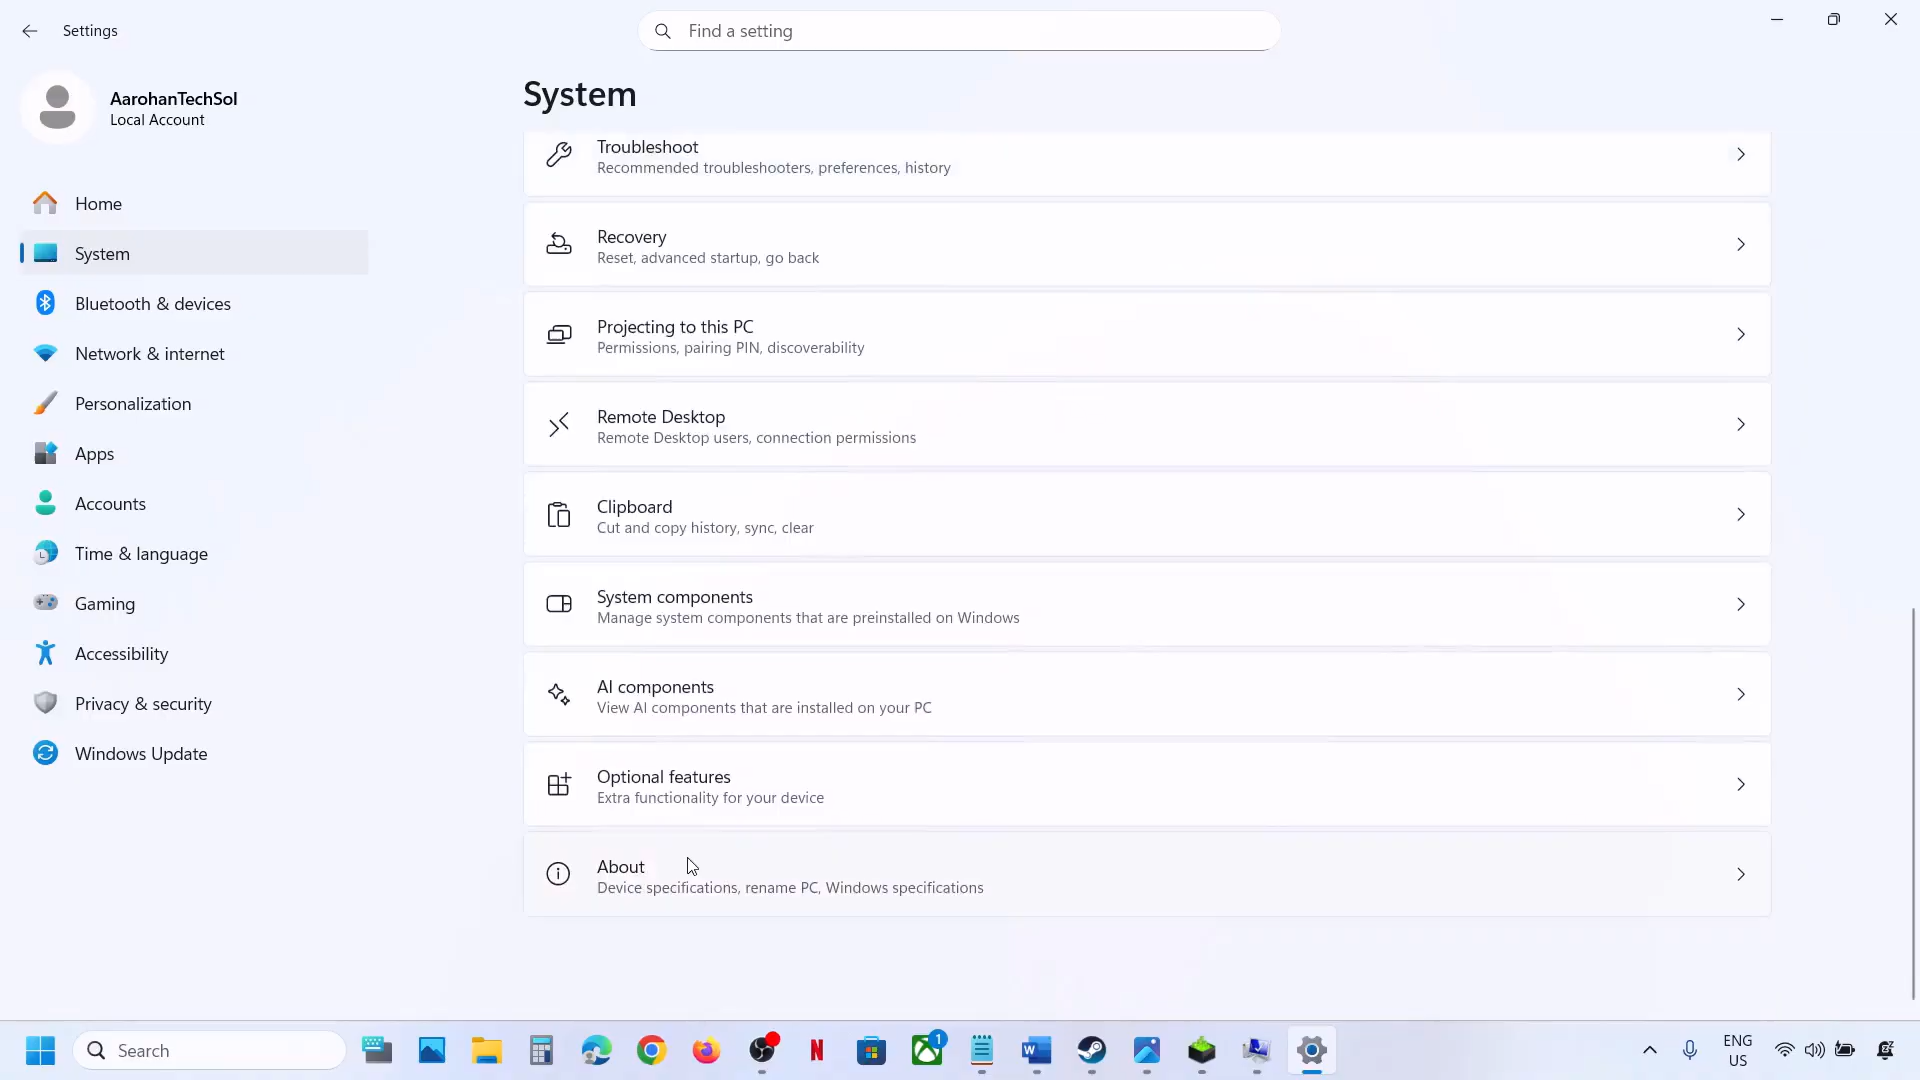 Settings
Find a setting
AarohanTechSol
Local Account
Home
System
Bluetooth & devices
Network & internet
Personalization
Apps
Accounts
Time & language
Gaming
Accessibility
Privacy & security
Windows Update
System
Troubleshoot
Recommended troubleshooters, preferences, history
Recovery
Reset, advanced startup, go back
Projecting to this PC
Permissions, pairing PIN, discoverability
Remote Desktop
Remote Desktop users, connection permissions
Clipboard
Cut and copy history, sync, clear
System components
Manage system components that are preinstalled on Windows
AI components
View AI components that are installed on your PC
Optional features
Extra functionality for your device
About
Device specifications, rename PC, Windows specifications
Search
1
ENG
US